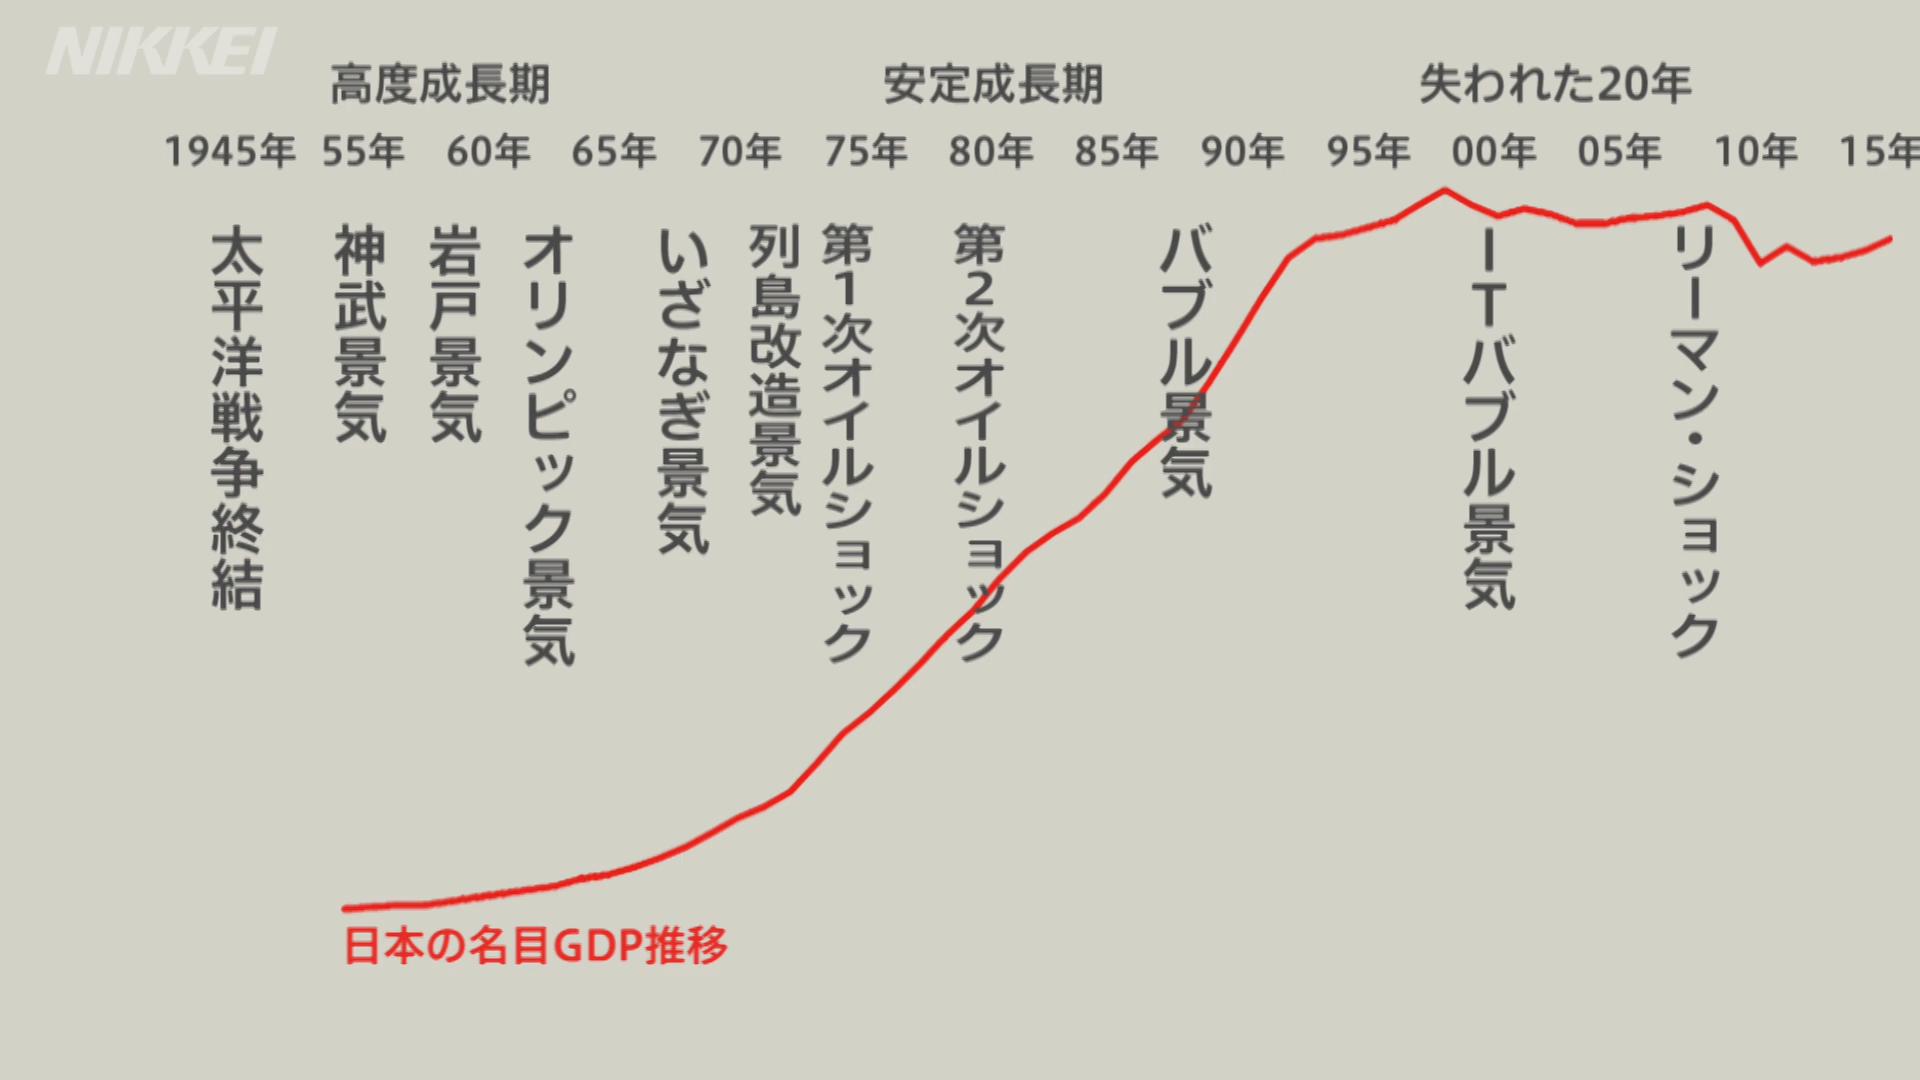 NIKKEI
高度成長期
安定成長期
失われた20年
1945年 55年 60年 65年 70年 75年 80年 85年 90年 95年 00年 05年 10年 15年
太平洋戦争終結
神武景気
岩戸景気
オリンピック景気
いざなぎ景気
列島改造景気
第1次オイルショック
第2次オイルショック
バブル景気
ITバブル景気
リーマン・ショック
日本の名目GDP推移